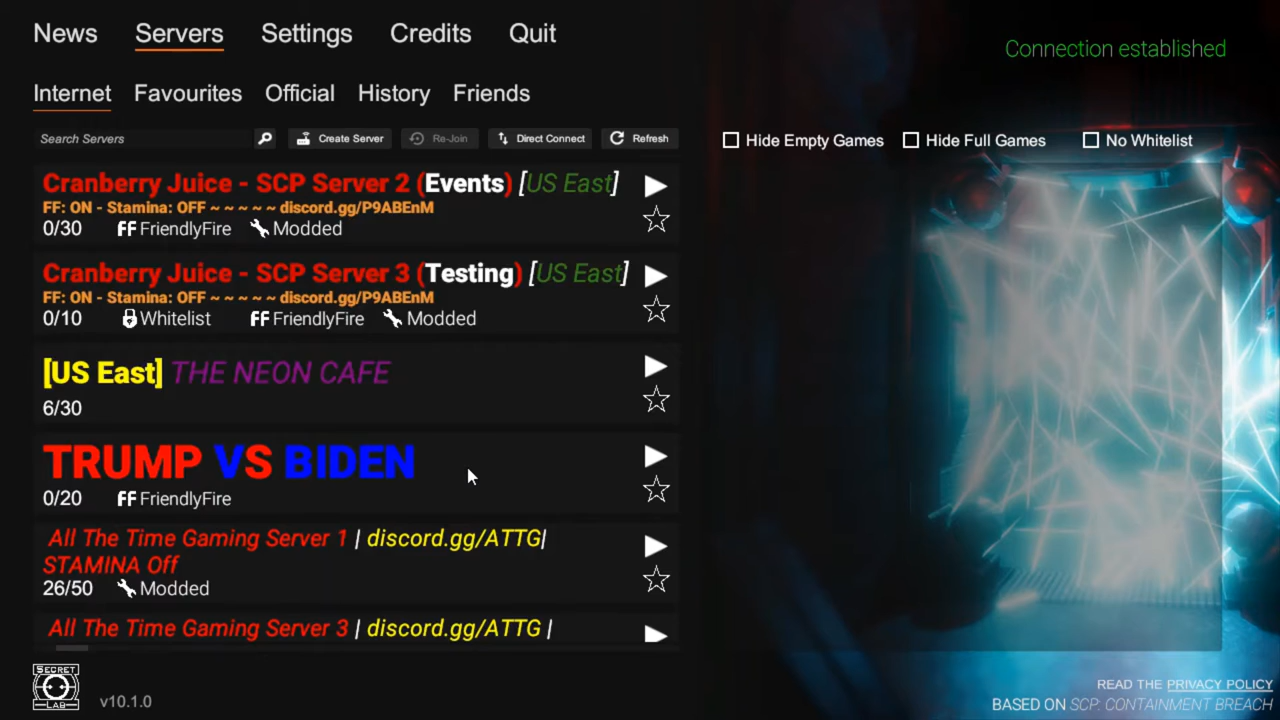 News Servers Settings Credits Quit
Connection established
Internet Favourites Official History Friends
Search Servers Create Server Re-Join Direct Connect Refresh
Hide Empty Games Hide Full Games No Whitelist
Cranberry Juice - SCP Server 2 (Events) [US East]
FF: ON - Stamina: OFF ~ ~ ~ ~ ~ discord.gg/P9ABEnM
0/30 FF FriendlyFire Modded
Cranberry Juice - SCP Server 3 (Testing) [US East]
FF: ON - Stamina: OFF ~ ~ ~ ~ ~ discord.gg/P9ABEnM
0/10 Whitelist FF FriendlyFire Modded
[US East] THE NEON CAFE
6/30
TRUMP VS BIDEN
0/20 FF FriendlyFire
All The Time Gaming Server 1 | discord.gg/ATTG|
STAMINA Off
26/50 Modded
All The Time Gaming Server 3 | discord.gg/ATTG |
SECRET
LAB
v10.1.0
READ THE PRIVACY POLICY
BASED ON SCP: CONTAINMENT BREACH